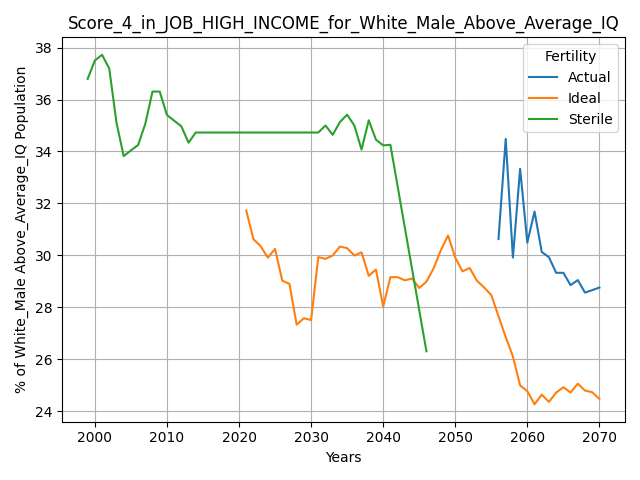 Score_4_in_JOB_HIGH_INCOME_for_White_Male_Above_Average_IQ
% of White_Male Above_Average_IQ Population
38
36
34
32
30
28
26
24
Fertility
Actual
Ideal
Sterile
2000 2010 2020 2030 2040 2050 2060 2070
Years